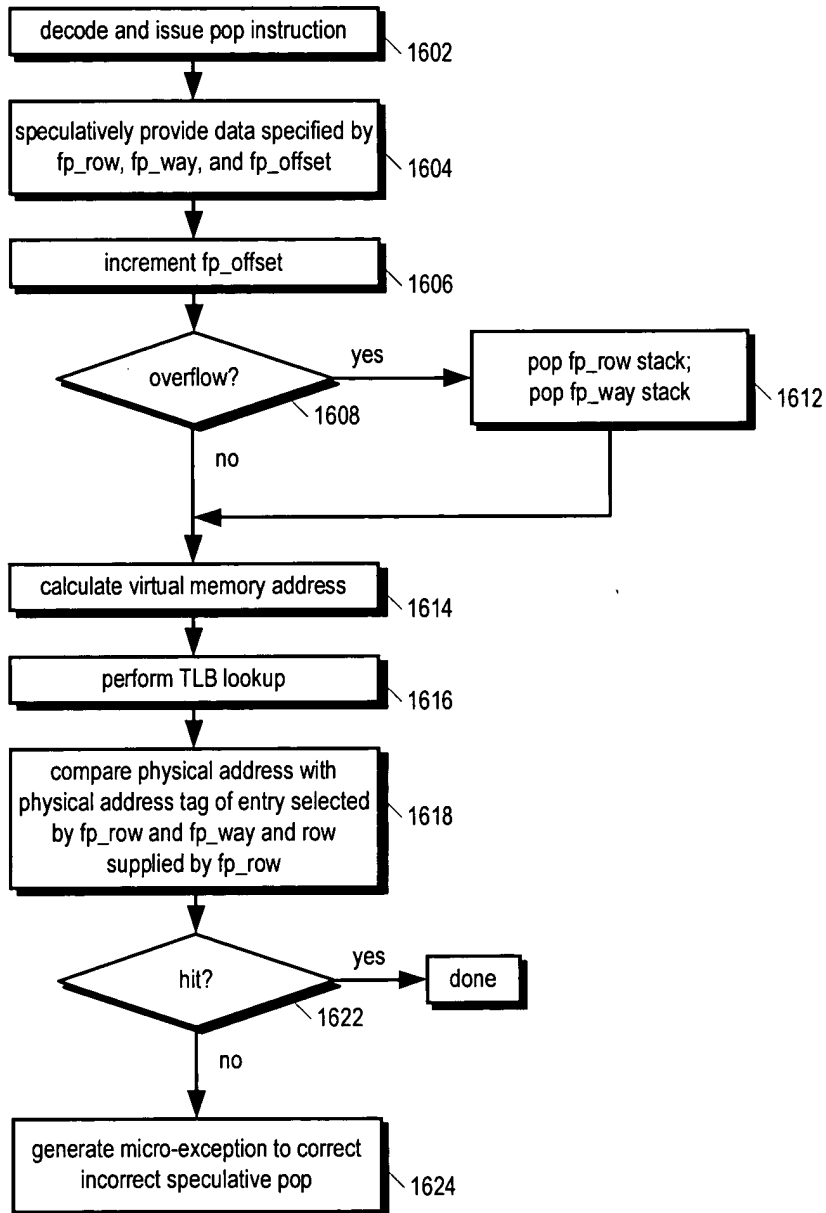 decode and issue pop instruction
1602
speculatively provide data specified by
fp_row, fp_way, and fp_offset
1604
increment fp_offset
1606
overflow?
1608
yes
pop fp_row stack;
pop fp_way stack
1612
no
calculate virtual memory address
1614
perform TLB lookup
1616
compare physical address with
physical address tag of entry selected
by fp_row and fp_way and row
supplied by fp_row
1618
hit?
1622
yes
done
no
generate micro-exception to correct
incorrect speculative pop
1624